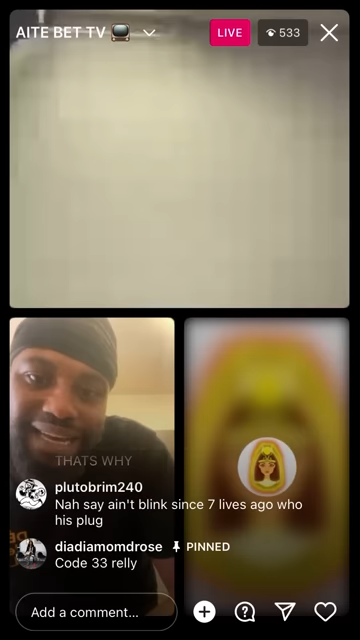 AITE BET TV
LIVE
533
THATS WHY
plutobrim240
Nah say ain't blink since 7 lives ago who
his plug
diadiamomdrose PINNED
Code 33 relly
Add a comment...